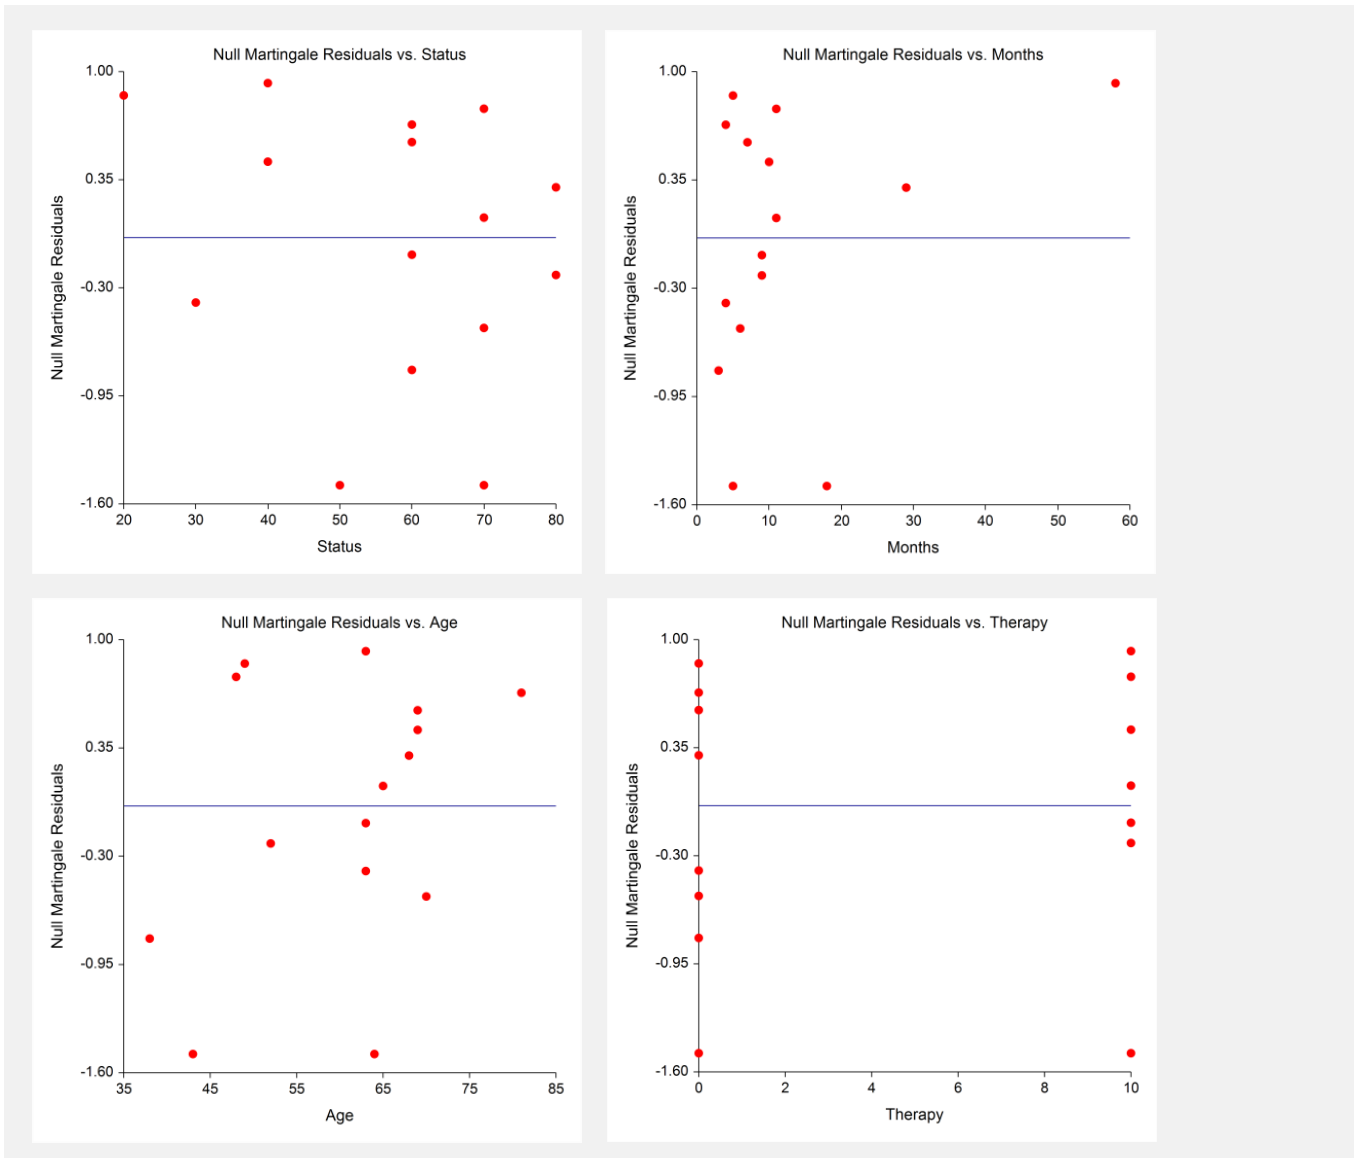 Null Martingale Residuals vs. Status
1.00
0.35
-0.30
-0.95
-1.60
Null Martingale Residuals
20 30 40 50 60 70 80
Status
Null Martingale Residuals vs. Months
1.00
0.35
-0.30
-0.95
-1.60
Null Martingale Residuals
0 10 20 30 40 50 60
Months
Null Martingale Residuals vs. Age
1.00
0.35
-0.30
-0.95
-1.60
Null Martingale Residuals
35 45 55 65 75 85
Age
Null Martingale Residuals vs. Therapy
1.00
0.35
-0.30
-0.95
-1.60
Null Martingale Residuals
0 2 4 6 8 10
Therapy